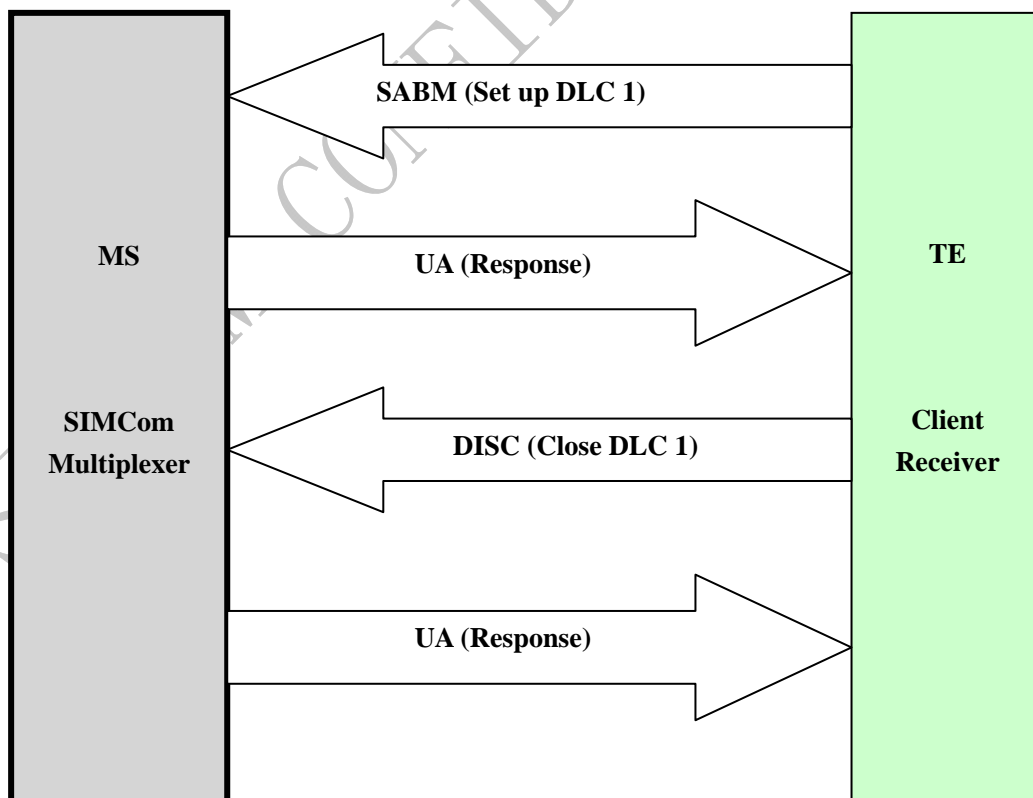 SABM (Set up DLC 1)
MS
UA (Response)
TE
SIMCom
Multiplexer
DISC (Close DLC 1)
Client
Receiver
UA (Response)